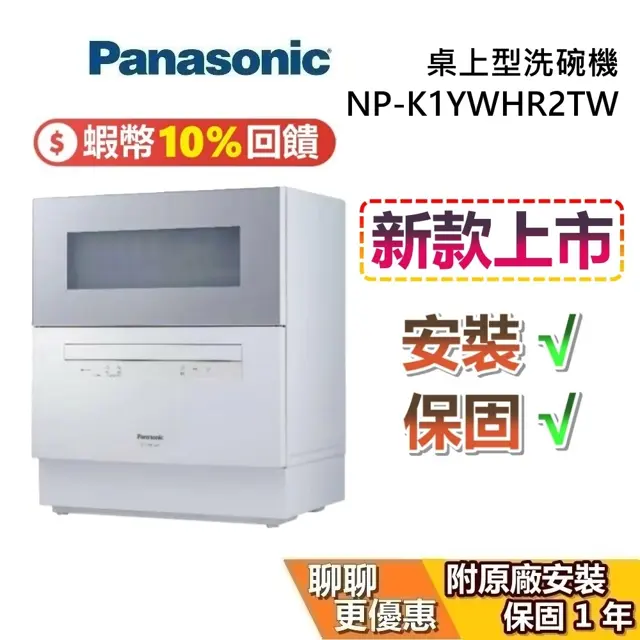 Panasonic
桌上型洗碗機
NP-K1YWHR2TW
$ 蝦幣10%回饋
新款上市
安裝 √
保固 √
Panasonic
聊聊
更優惠
附原廠安裝
保固1年